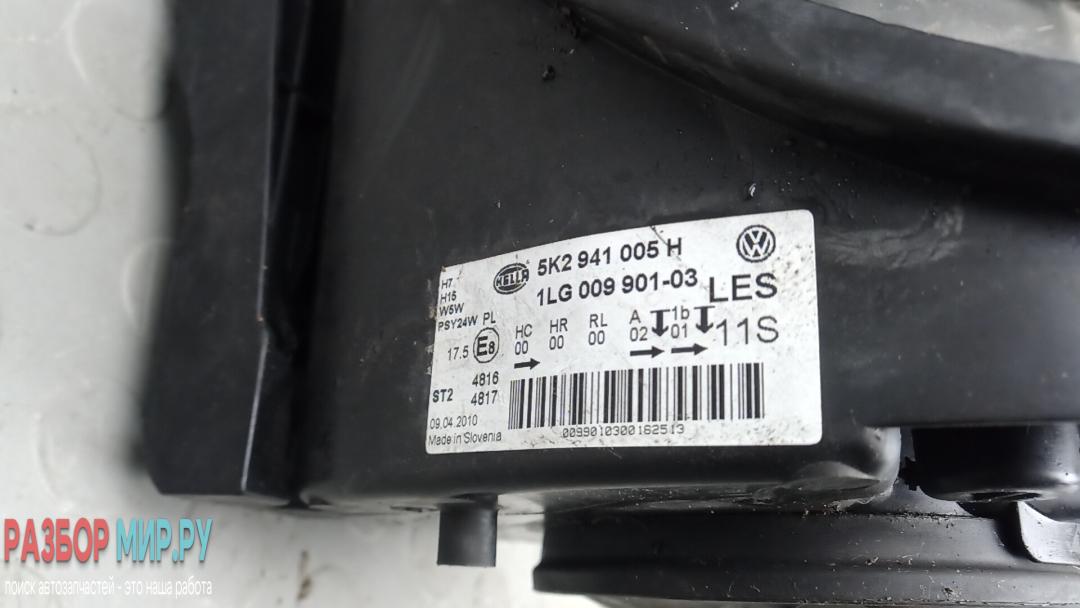 HELLA
5K2 941 005 H
1LG 009 901-03
LES
11S
H7
H15
W5W
PSY24W PL
17.5 E8
HC HR RL A 1b
00 00 00 02 01
ST2 4816
4817
09.04.2010
Made in Slovenia
0099010300162513
РАЗБОР МИР.РУ
поиск автозапчастей - это наша работа